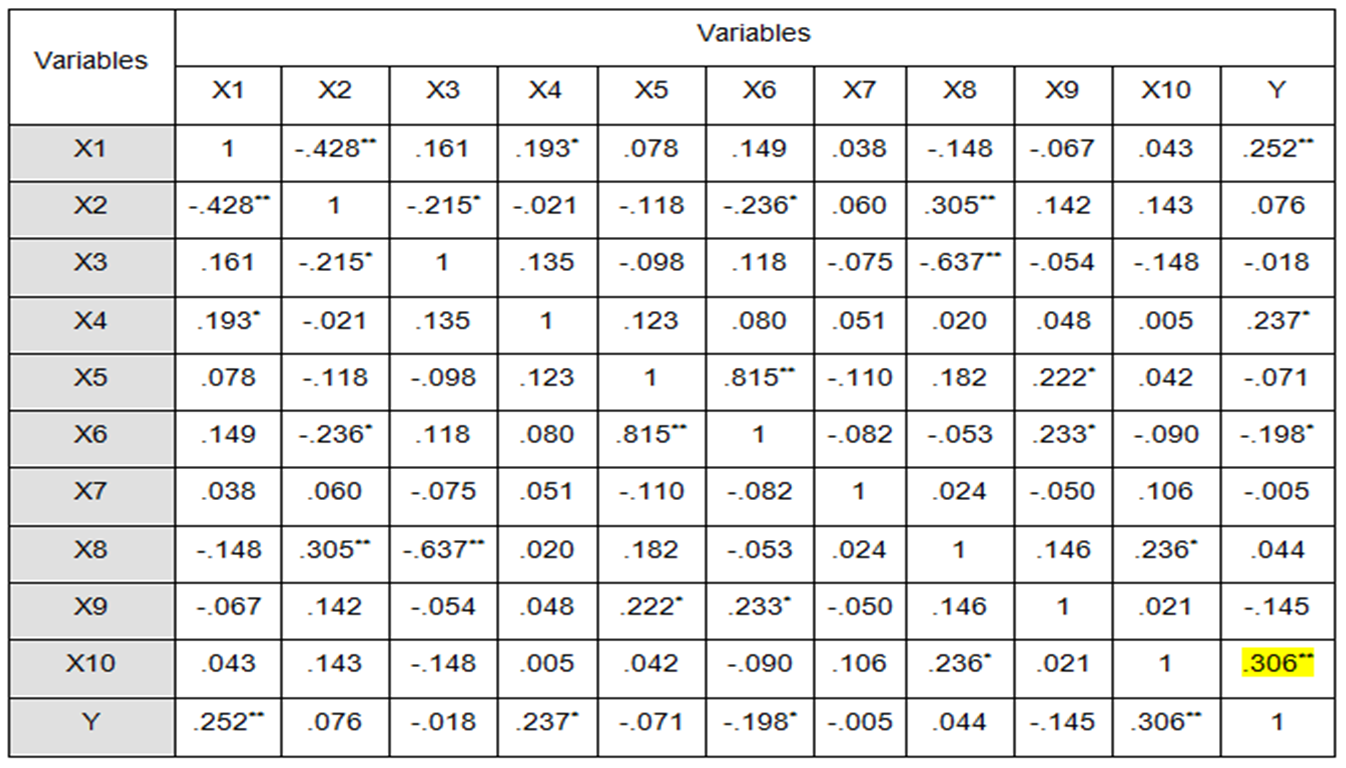 Variables Variables
X1 X2 X3 X4 X5 X6 X7 X8 X9 X10 Y
X1 1 -.428** .161 .193* .078 .149 .038 -.148 -.067 .043 .252**
X2 -.428** 1 -.215* -.021 -.118 -.236* .060 .305** .142 .143 .076
X3 .161 -.215* 1 .135 -.098 .118 -.075 -.637** -.054 -.148 -.018
X4 .193* -.021 .135 1 .123 .080 .051 .020 .048 .005 .237*
X5 .078 -.118 -.098 .123 1 .815** -.110 .182 .222* .042 -.071
X6 .149 -.236* .118 .080 .815** 1 -.082 -.053 .233* -.090 -.198*
X7 .038 .060 -.075 .051 -.110 -.082 1 .024 -.050 .106 -.005
X8 -.148 .305** -.637** .020 .182 -.053 .024 1 .146 .236* .044
X9 -.067 .142 -.054 .048 .222* .233* -.050 .146 1 .021 -.145
X10 .043 .143 -.148 .005 .042 -.090 .106 .236* .021 1 .306**
Y .252** .076 -.018 .237* -.071 -.198* -.005 .044 -.145 .306** 1